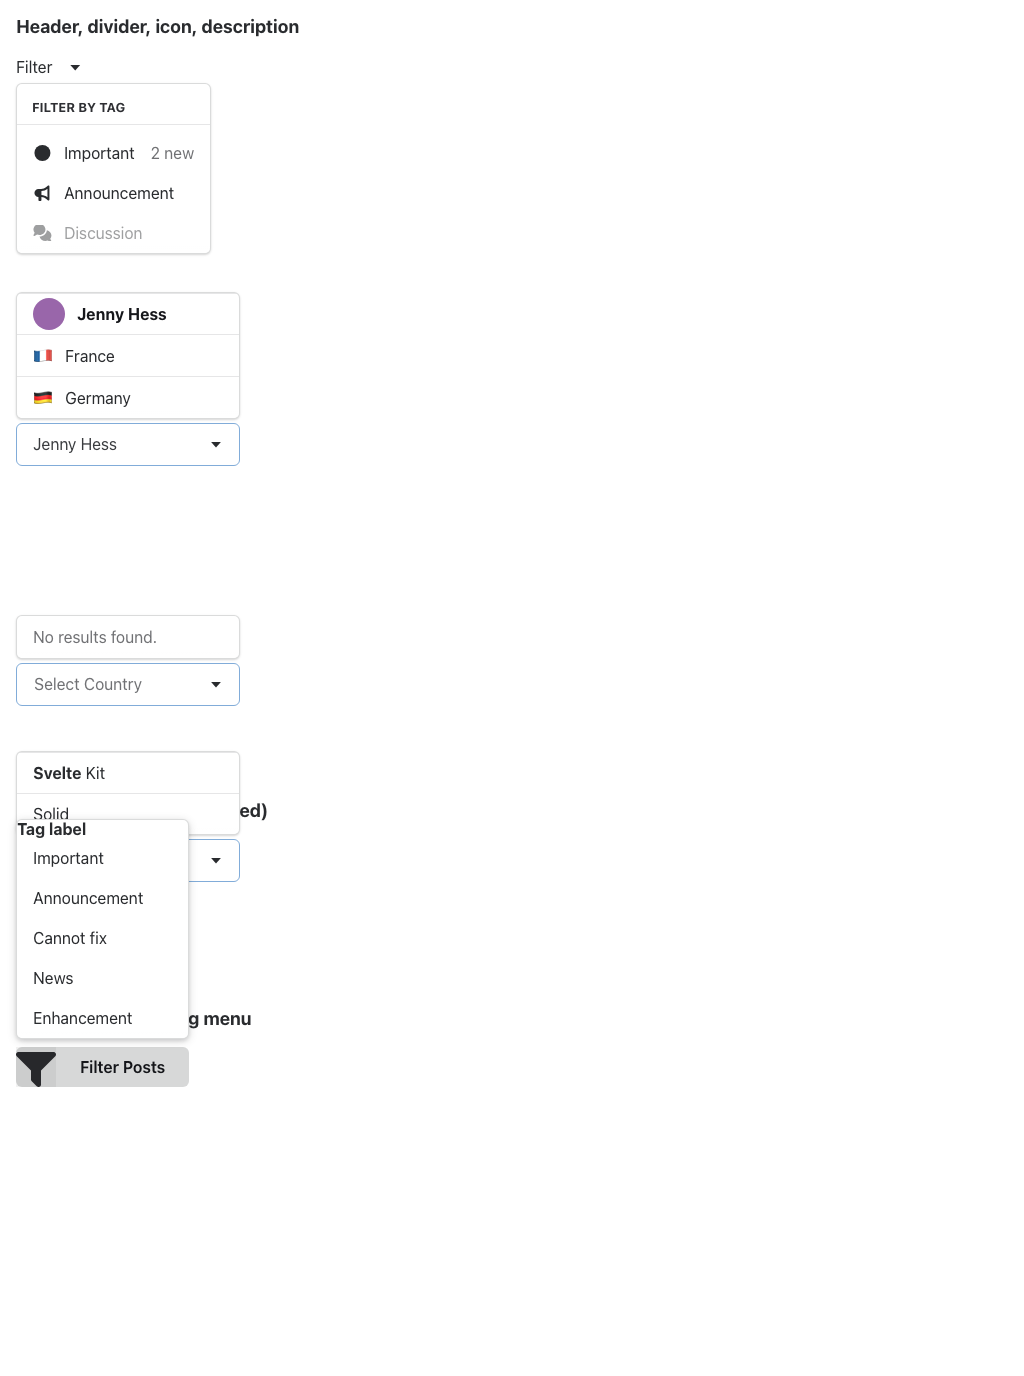 Header, divider, icon, description
Filter
FILTER BY TAG
Important 2 new
Announcement
Discussion
Jenny Hess
France
Germany
Jenny Hess
No results found.
Select Country
Svelte Kit
Solid
ed)
Tag label
Important
Announcement
Cannot fix
News
Enhancement
g menu
Filter Posts